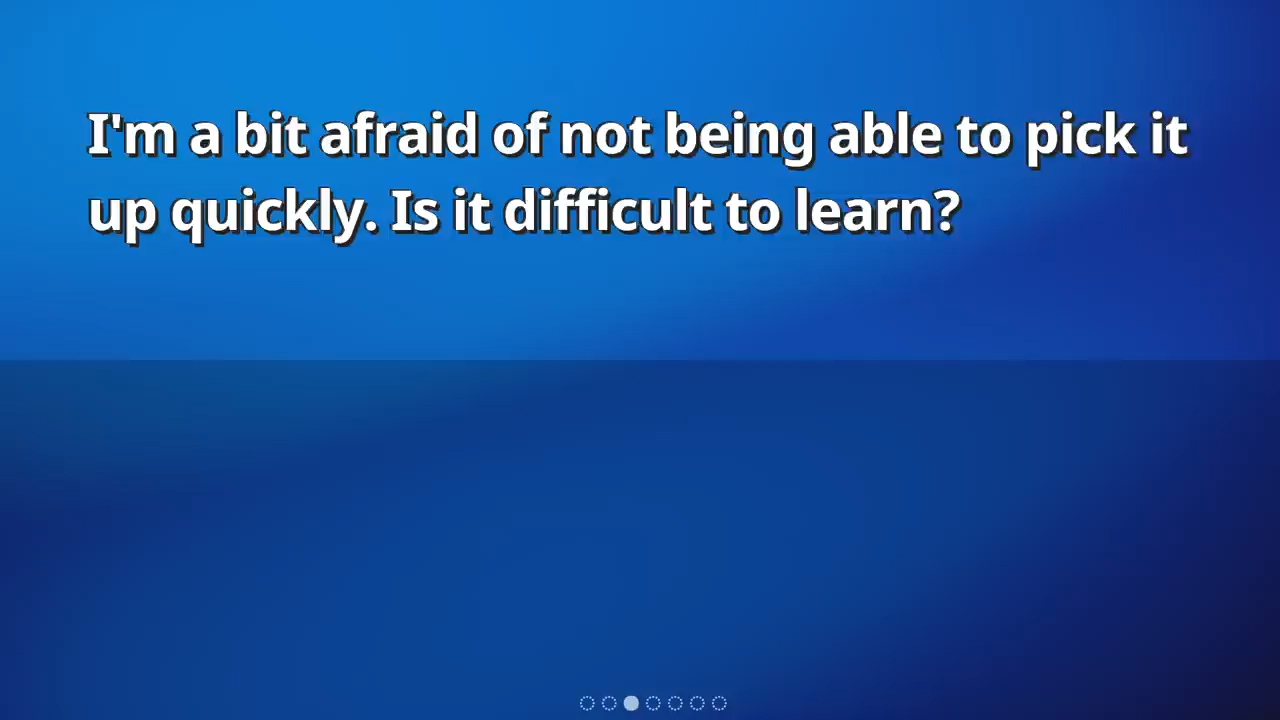 I'm a bit afraid of not being able to pick it
up quickly. Is it difficult to learn?